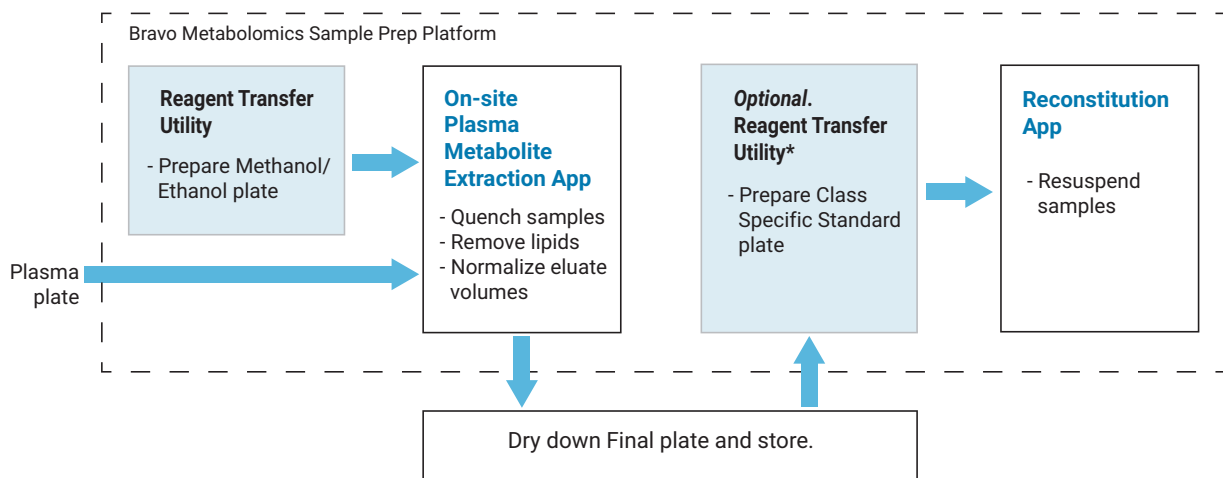 Bravo Metabolomics Sample Prep Platform
Reagent Transfer
Utility
- Prepare Methanol/
Ethanol plate
On-site
Plasma
Metabolite
Extraction App
- Quench samples
- Remove lipids
- Normalize eluate
volumes
Optional.
Reagent Transfer
Utility*
- Prepare Class
Specific Standard
plate
Reconstitution
App
- Resuspend
samples
Plasma
plate
Dry down Final plate and store.